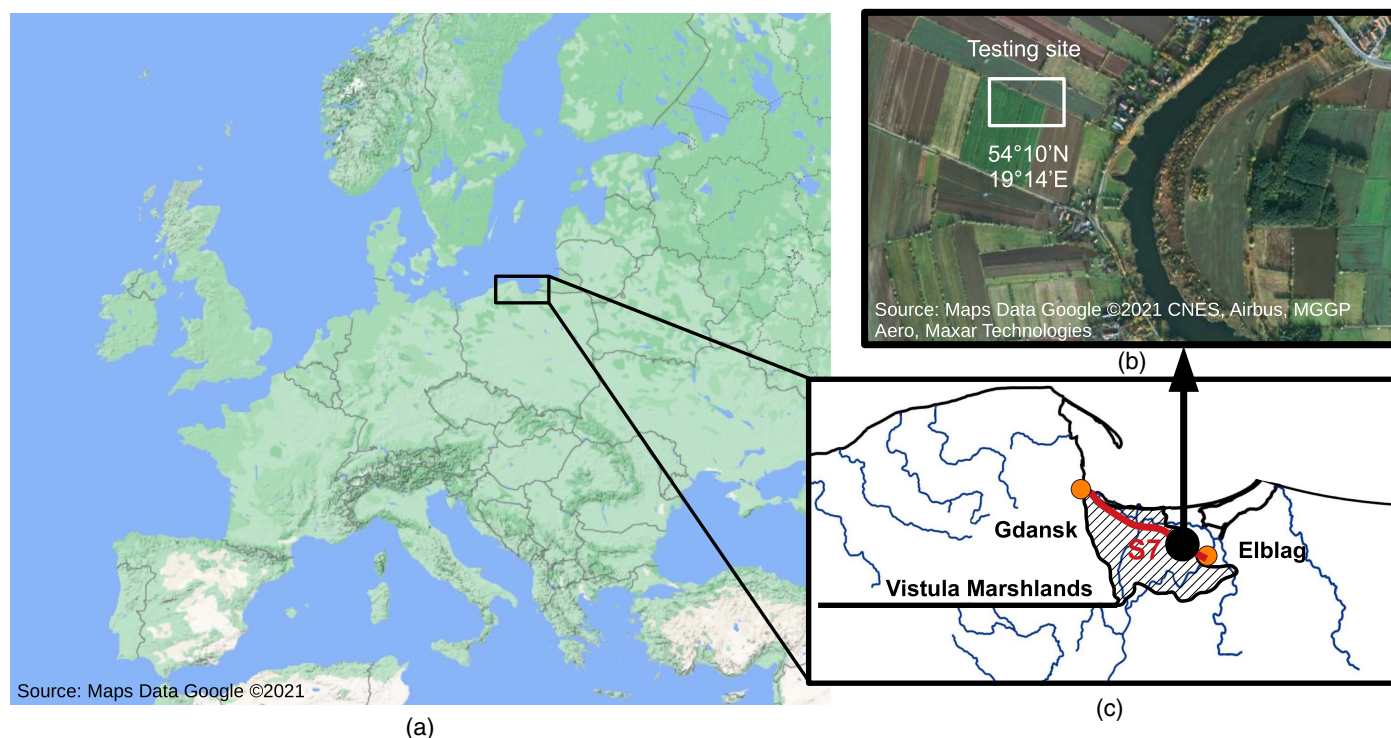 Testing site
54°10'N
19°14'E
Source: Maps Data Google ©2021 CNES, Airbus, MGGP
Aero, Maxar Technologies
(b)
Gdansk
S7
Elblag
Vistula Marshlands
Source: Maps Data Google ©2021
(c)
(a)